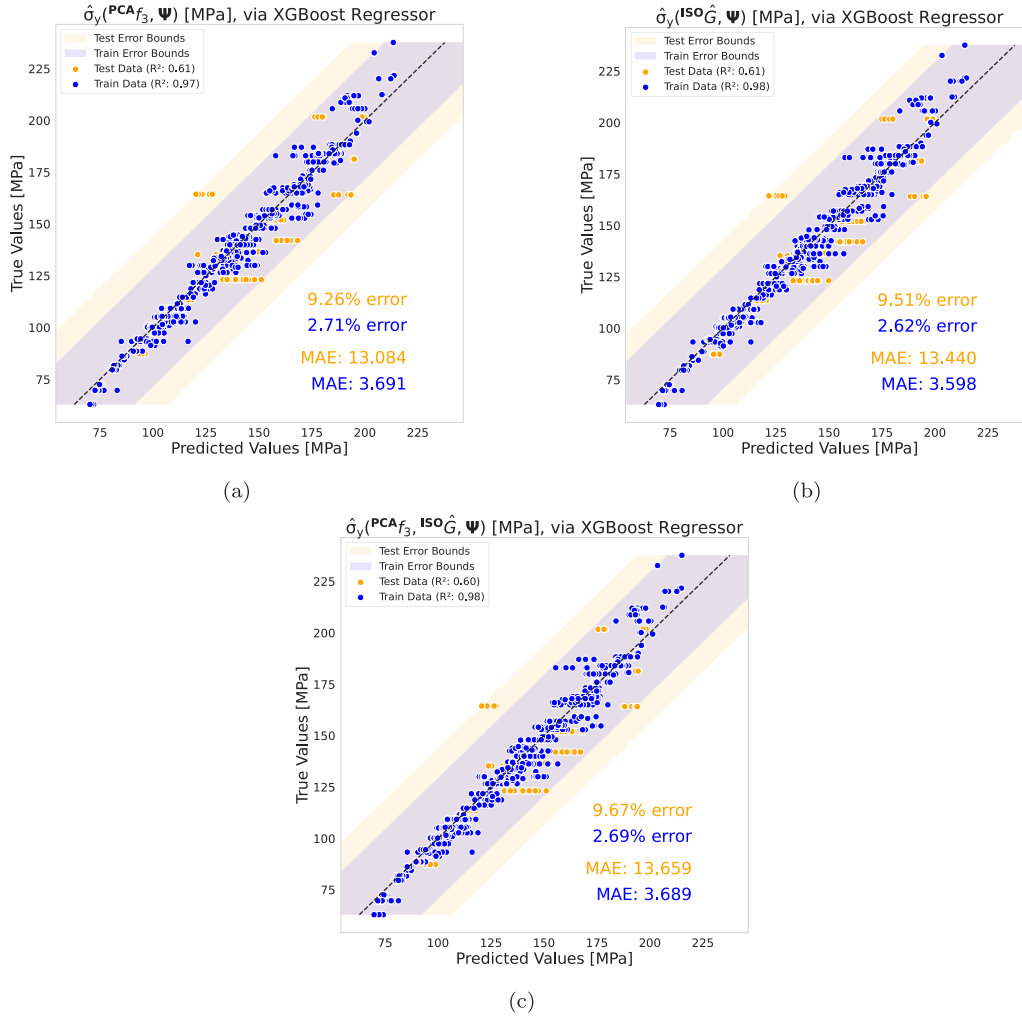 σ̂y(PCAf3, Ψ) [MPa], via XGBoost Regressor
Test Error Bounds
Train Error Bounds
Test Data (R²: 0.61)
Train Data (R²: 0.97)
True Values [MPa]
225
200
175
150
125
100
75
9.26% error
2.71% error
MAE: 13.084
MAE: 3.691
75 100 125 150 175 200 225
Predicted Values [MPa]
(a)
σ̂y(ISOĜ, Ψ) [MPa], via XGBoost Regressor
Test Error Bounds
Train Error Bounds
Test Data (R²: 0.61)
Train Data (R²: 0.98)
True Values [MPa]
225
200
175
150
125
100
75
9.51% error
2.62% error
MAE: 13.440
MAE: 3.598
75 100 125 150 175 200 225
Predicted Values [MPa]
(b)
σ̂y(PCAf3, ISOĜ, Ψ) [MPa], via XGBoost Regressor
Test Error Bounds
Train Error Bounds
Test Data (R²: 0.60)
Train Data (R²: 0.98)
True Values [MPa]
225
200
175
150
125
100
75
9.67% error
2.69% error
MAE: 13.659
MAE: 3.689
75 100 125 150 175 200 225
Predicted Values [MPa]
(c)